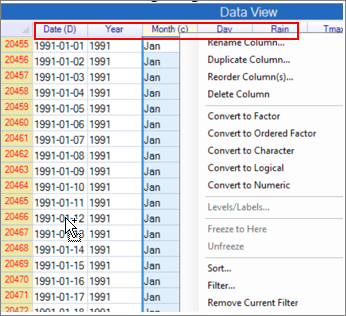 Data View
Date (D) Year Month (c) Day Rain Tmax
20455 1991-01-01 1991 Jan
Rename Column...
20456 1991-01-02 1991 Jan
Duplicate Column...
20457 1991-01-03 1991 Jan
Reorder Column(s)...
20458 1991-01-04 1991 Jan
Delete Column
20459 1991-01-05 1991 Jan
20460 1991-01-06 1991 Jan
Convert to Factor
20461 1991-01-07 1991 Jan
Convert to Ordered Factor
20462 1991-01-08 1991 Jan
Convert to Character
20463 1991-01-09 1991 Jan
Convert to Logical
20464 1991-01-10 1991 Jan
Convert to Numeric
20465 1991-01-11 1991 Jan
Levels/Labels...
20466 1991-01-12 1991 Jan
20467 1991 Jan
Freeze to Here
20468 1991-01-14 1991 Jan
Unfreeze
20469 1991-01-15 1991 Jan
Sort...
20470 1991-01-16 1991 Jan
Filter...
20471 1991-01-17 1991 Jan
Remove Current Filter
20472 1991-01-18 1991 Jan